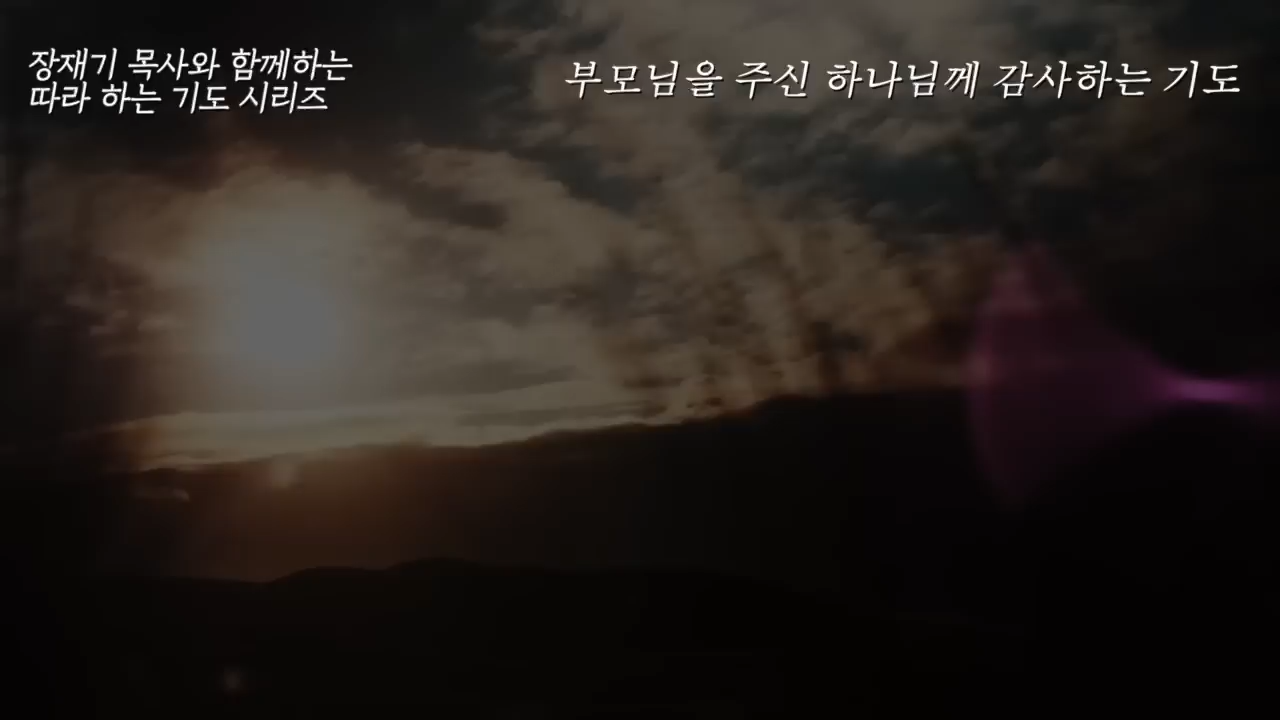 장재기 목사와 함께하는
따라 하는 기도 시리즈
부모님을 주신 하나님께 감사하는 기도